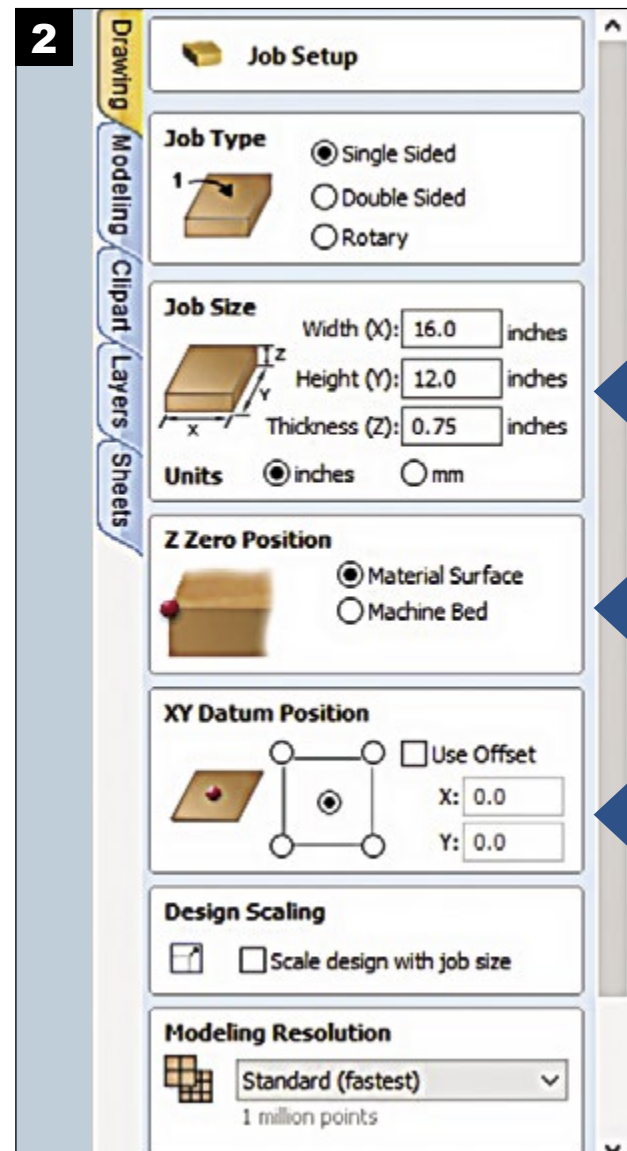 2
Drawing
Modeling
Clipart
Layers
Sheets
Job Setup
Job Type
1
Single Sided
Double Sided
Rotary
Job Size
Width (X): 16.0 inches
Height (Y): 12.0 inches
Thickness (Z): 0.75 inches
Z
Y
X
Units inches mm
Z Zero Position
Material Surface
Machine Bed
XY Datum Position
Use Offset
X: 0.0
Y: 0.0
Design Scaling
Scale design with job size
Modeling Resolution
Standard (fastest)
1 million points